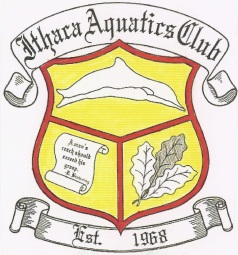 Ithaca Aquatics Club
A man's
reach should
exceed his
grasp.
Est. 1968